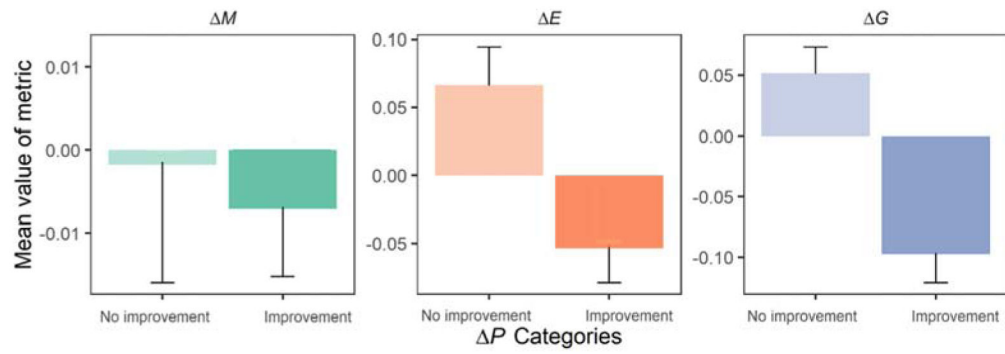 ΔM
ΔE
ΔG
Mean value of metric
0.01
0.00
-0.01
0.10
0.05
0.00
-0.05
0.05
0.00
-0.05
-0.10
No improvement
Improvement
No improvement
Improvement
No improvement
Improvement
ΔP Categories